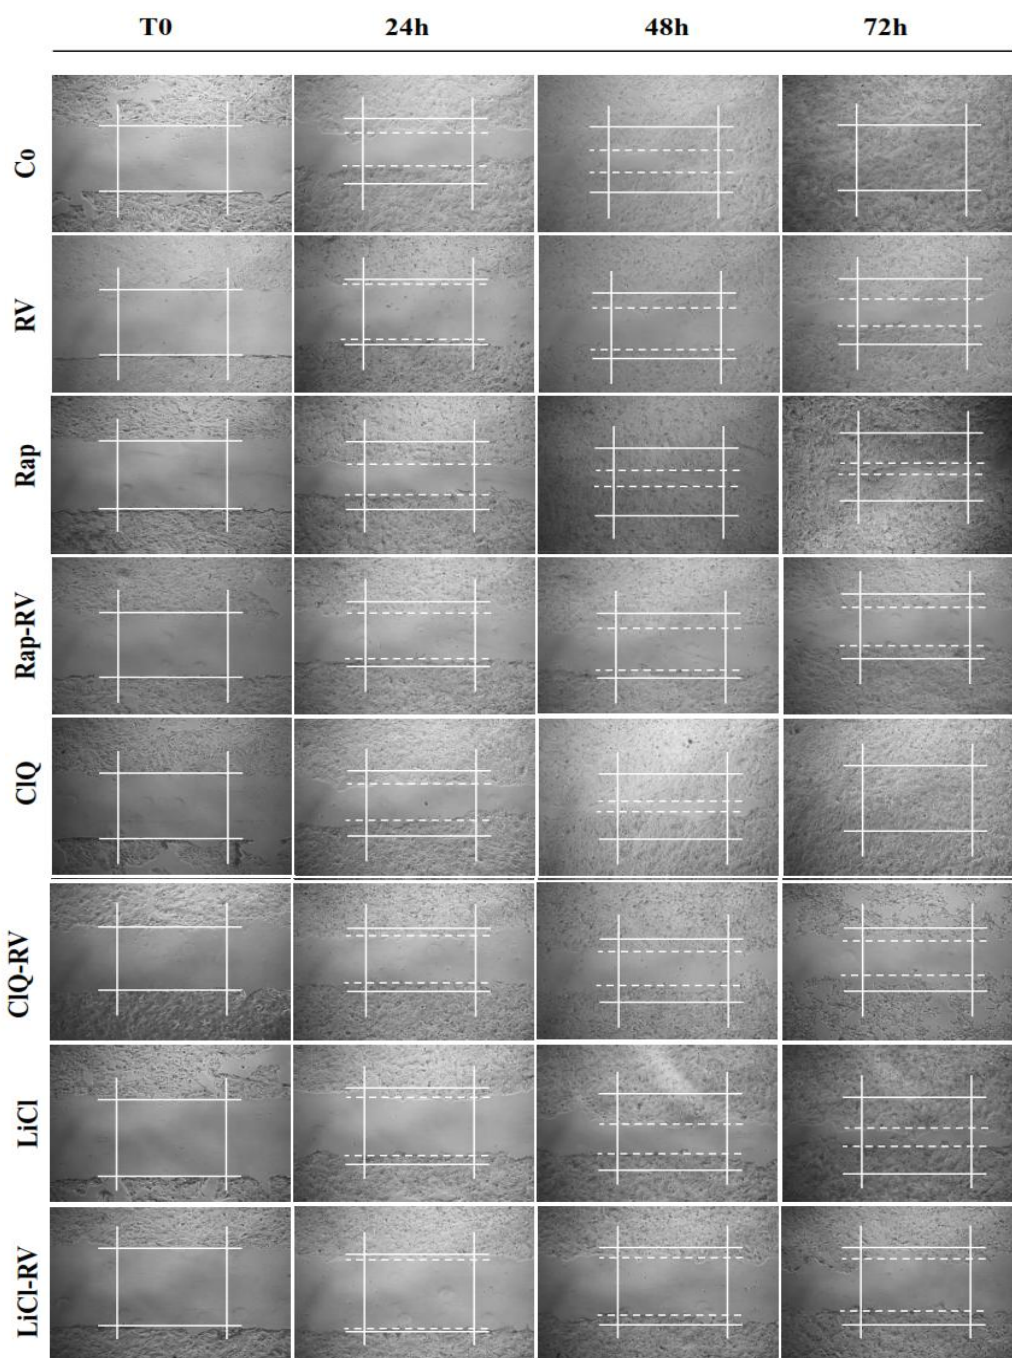 T0 24h 48h 72h
Co
RV
Rap
Rap-RV
ClQ
ClQ-RV
LiCl
LiCl-RV